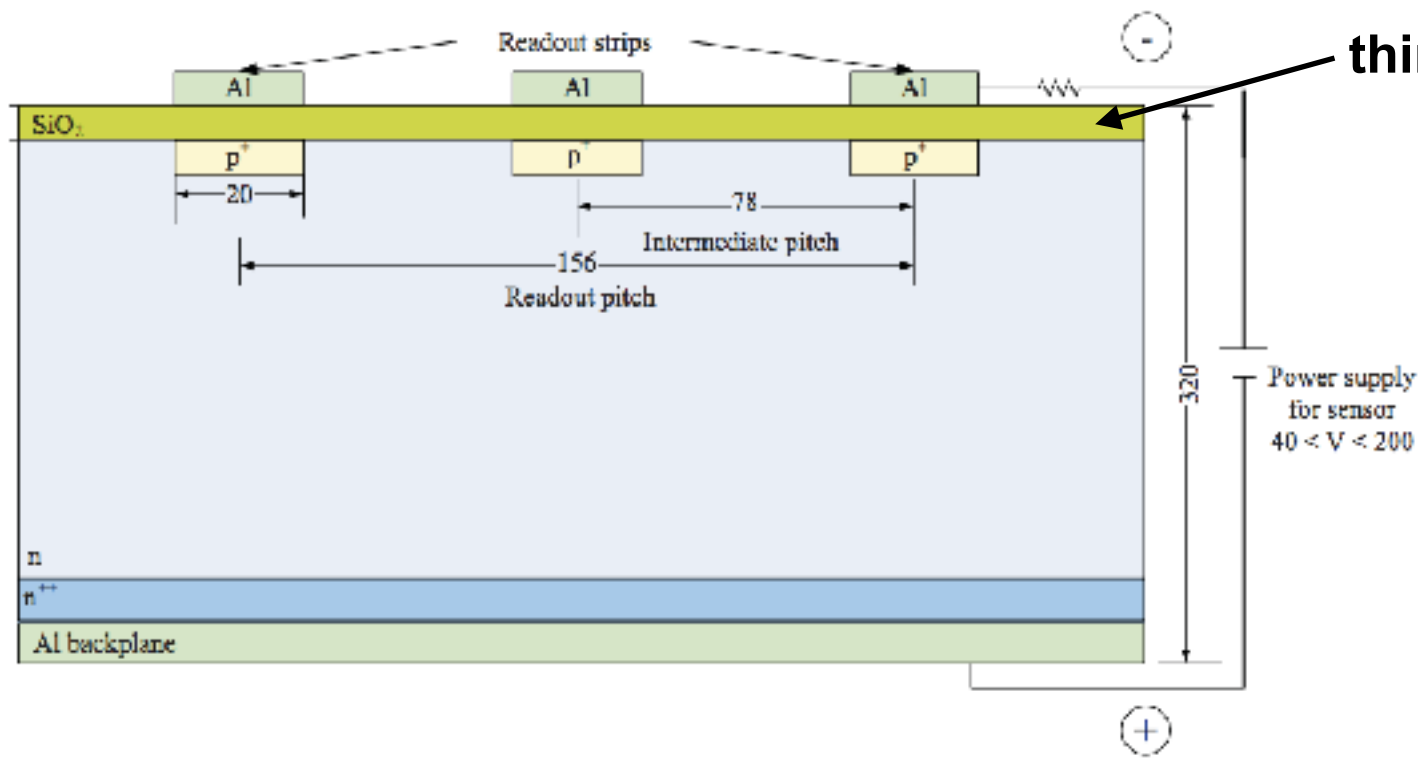 -
Readout strips
thi
Al
Al
Al
SiO₂
p⁺
p⁺
p⁺
20
78
Intermediate pitch
156
Readout pitch
320
Power supply
for sensor
40 < V < 200
n
n⁺⁺
Al backplane
+